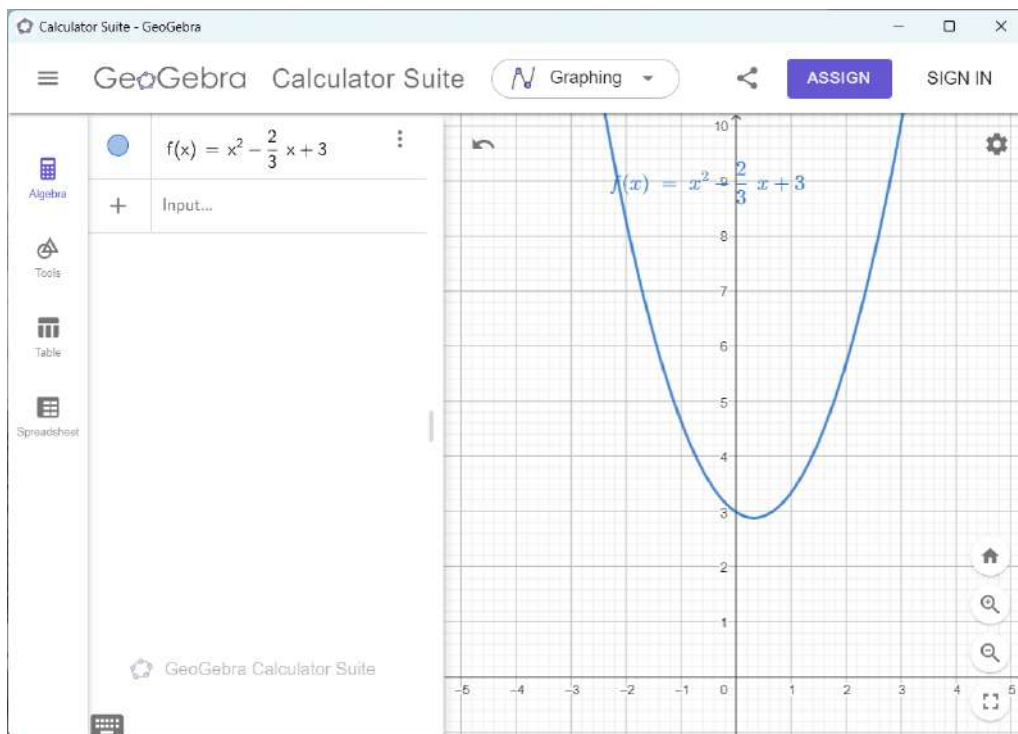 Calculator Suite - GeoGebra
GeoGebra Calculator Suite Graphing ASSIGN SIGN IN
Algebra
Tools
Table
Spreadsheet
f(x) = x² − 2/3 x + 3
+ Input...
GeoGebra Calculator Suite
f(x) = x² − 2/3 x + 3
10
9
8
7
6
5
4
3
2
1
−5 −4 −3 −2 −1 0 1 2 3 4 5